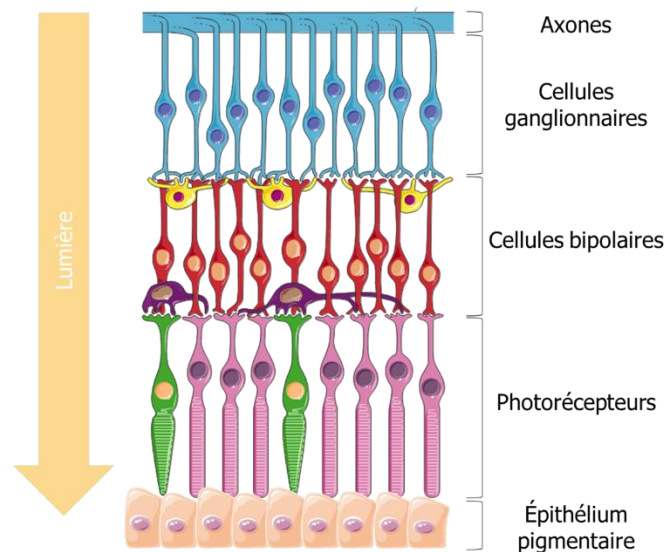 Lumière
Axones
Cellules
ganglionnaires
Cellules bipolaires
Photorécepteurs
Épithélium
pigmentaire